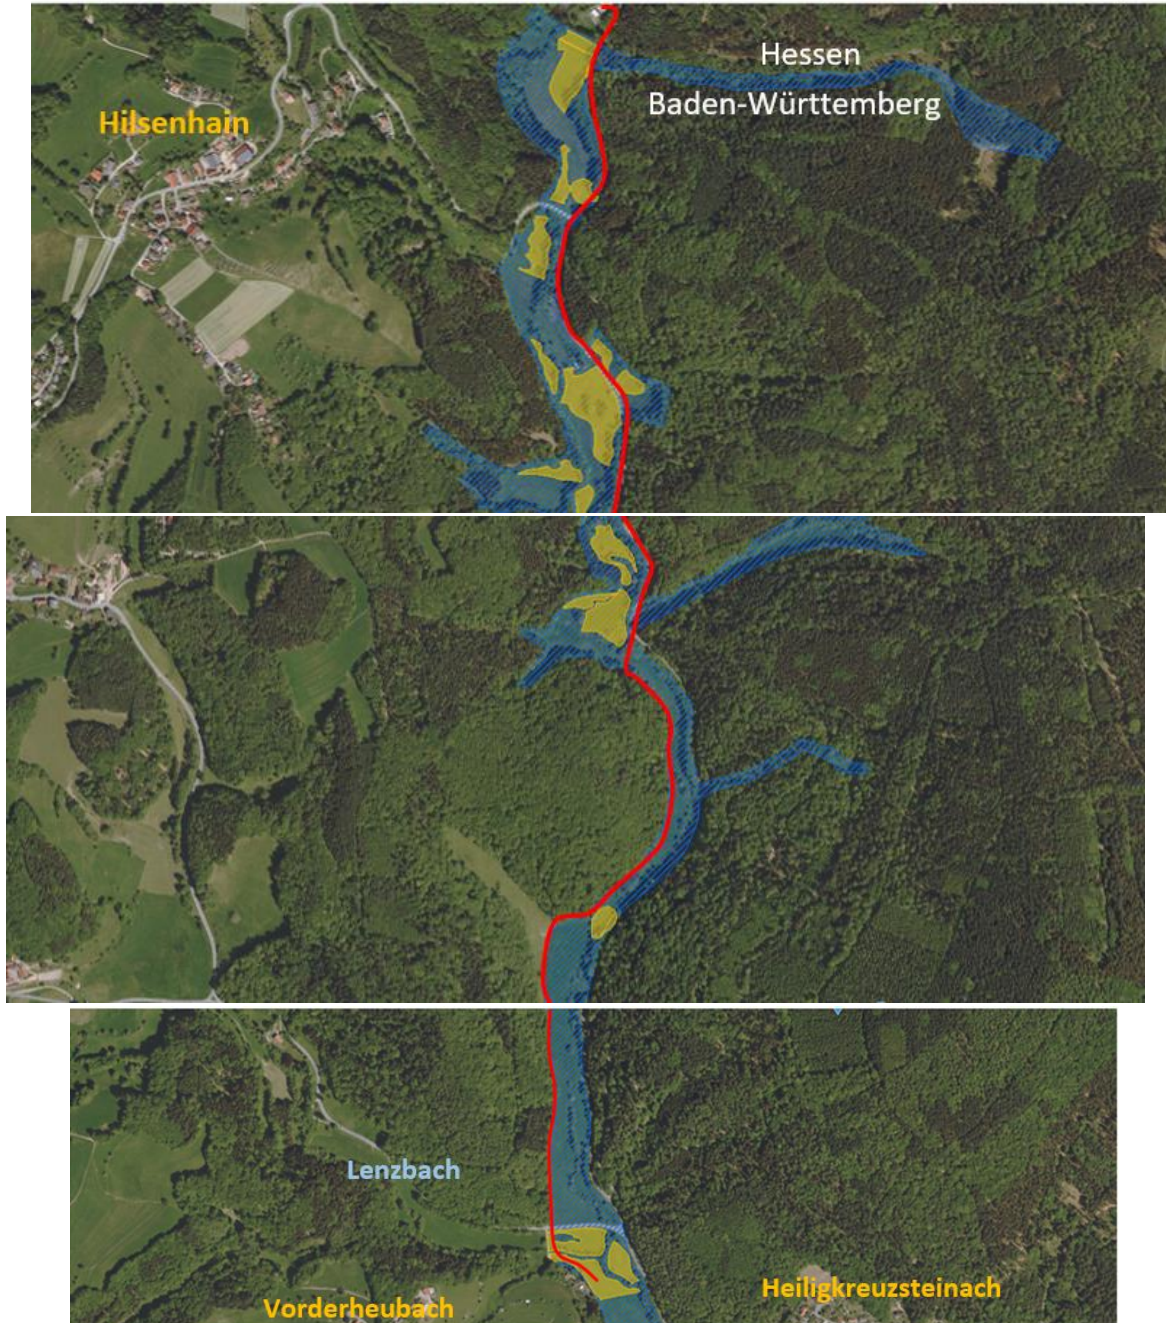 Hessen
Baden-Württemberg
Hilsenhain
Lenzbach
Heiligkreuzsteinach
Vorderheubach